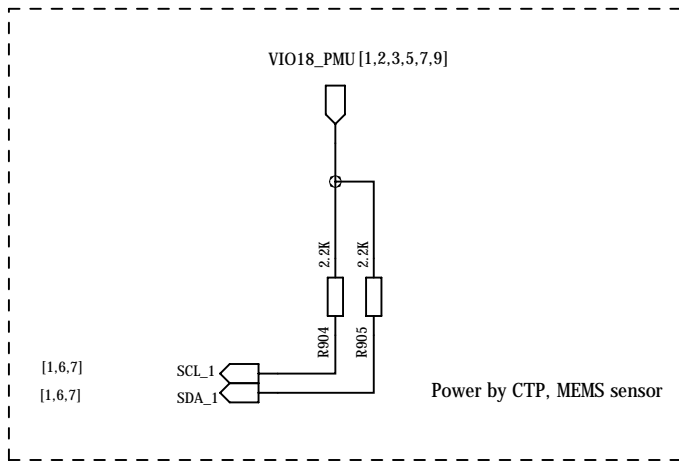 VIO18_PMU [1,2,3,5,7,9]
2.2K
2.2K
R904
R905
[1,6,7]
SCL_1
[1,6,7]
SDA_1
Power by CTP, MEMS sensor